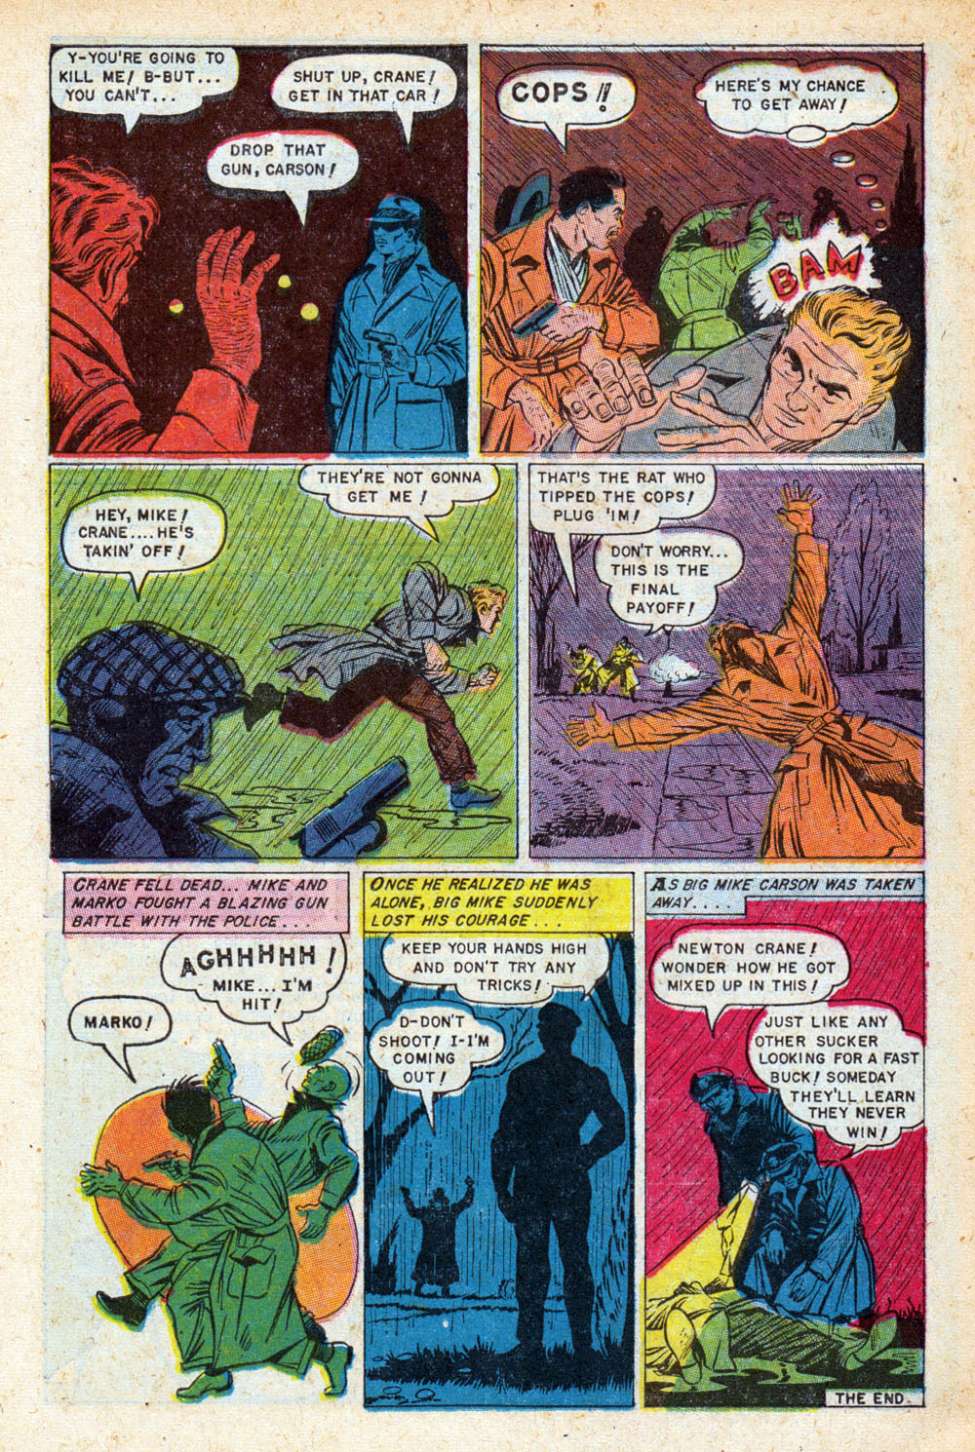 Y-YOU'RE GOING TO
KILL ME! B-BUT...
YOU CAN'T...
SHUT UP, CRANE!
GET IN THAT CAR!
DROP THAT
GUN, CARSON!
COPS!!
HERE'S MY CHANCE
TO GET AWAY!
BAM
HEY, MIKE!
CRANE....HE'S
TAKIN' OFF!
THEY'RE NOT GONNA
GET ME!
THAT'S THE RAT WHO
TIPPED THE COPS!
PLUG 'IM!
DON'T WORRY...
THIS IS THE
FINAL
PAYOFF!
CRANE FELL DEAD... MIKE AND
MARKO FOUGHT A BLAZING GUN
BATTLE WITH THE POLICE...
AGHHHHH!
MIKE... I'M
HIT!
MARKO!
ONCE HE REALIZED HE WAS
ALONE, BIG MIKE SUDDENLY
LOST HIS COURAGE...
KEEP YOUR HANDS HIGH
AND DON'T TRY ANY
TRICKS!
D-DON'T
SHOOT! I-I'M
COMING
OUT!
AS BIG MIKE CARSON WAS TAKEN
AWAY....
NEWTON CRANE!
WONDER HOW HE GOT
MIXED UP IN THIS!
JUST LIKE ANY
OTHER SUCKER
LOOKING FOR A FAST
BUCK! SOMEDAY
THEY'LL LEARN
THEY NEVER
WIN!
THE END.